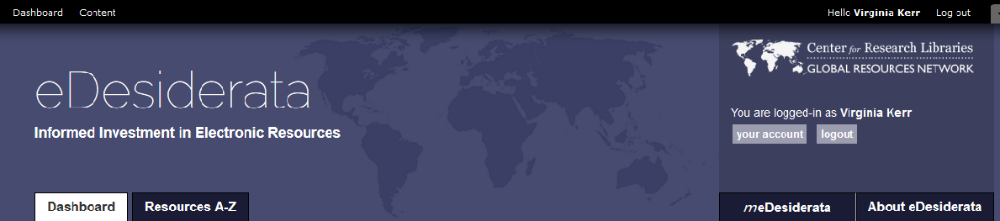 Dashboard Content Hello Virginia Kerr Log out
Center for Research Libraries
GLOBAL RESOURCES NETWORK
eDesiderata
Informed Investment in Electronic Resources
You are logged-in as Virginia Kerr
your account logout
Dashboard Resources A-Z meDesiderata About eDesiderata